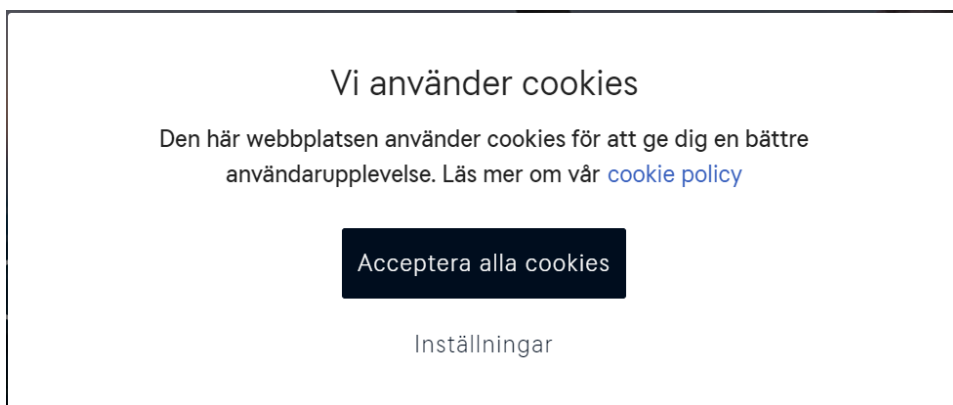 Vi använder cookies
Den här webbplatsen använder cookies för att ge dig en bättre
användarupplevelse. Läs mer om vår cookie policy
Acceptera alla cookies
Inställningar